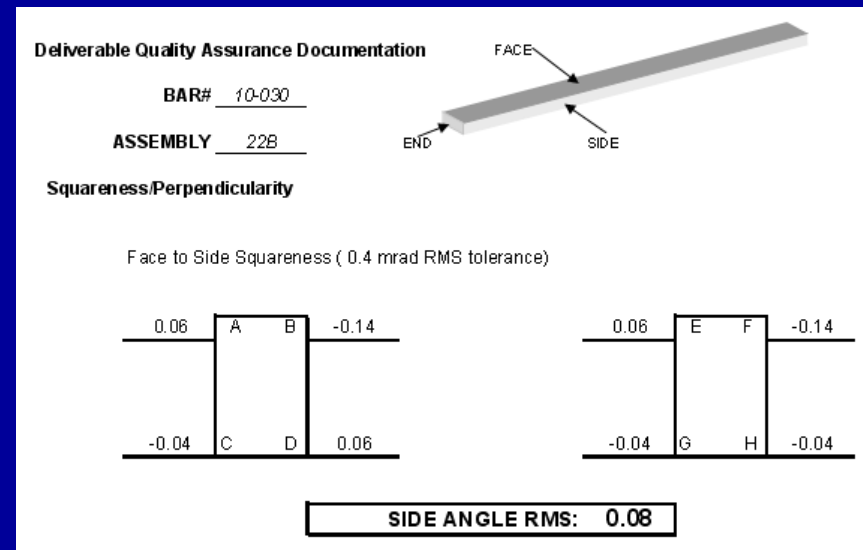 Deliverable Quality Assurance Documentation
FACE
BAR# 10-030
ASSEMBLY 22B
END
SIDE
Squareness/Perpendicularity
Face to Side Squareness ( 0.4 mrad RMS tolerance)
0.06 A B -0.14
0.06 E F -0.14
-0.04 C D 0.06
-0.04 G H -0.04
SIDE ANGLE RMS: 0.08